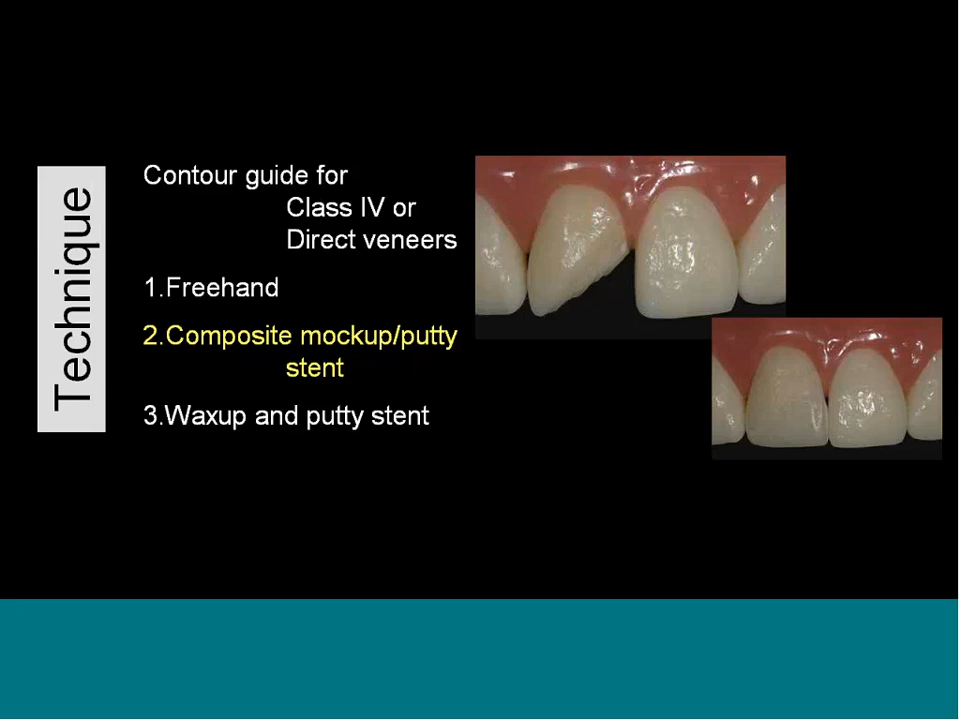 Technique
Contour guide for
Class IV or
Direct veneers
1.Freehand
2.Composite mockup/putty
stent
3.Waxup and putty stent